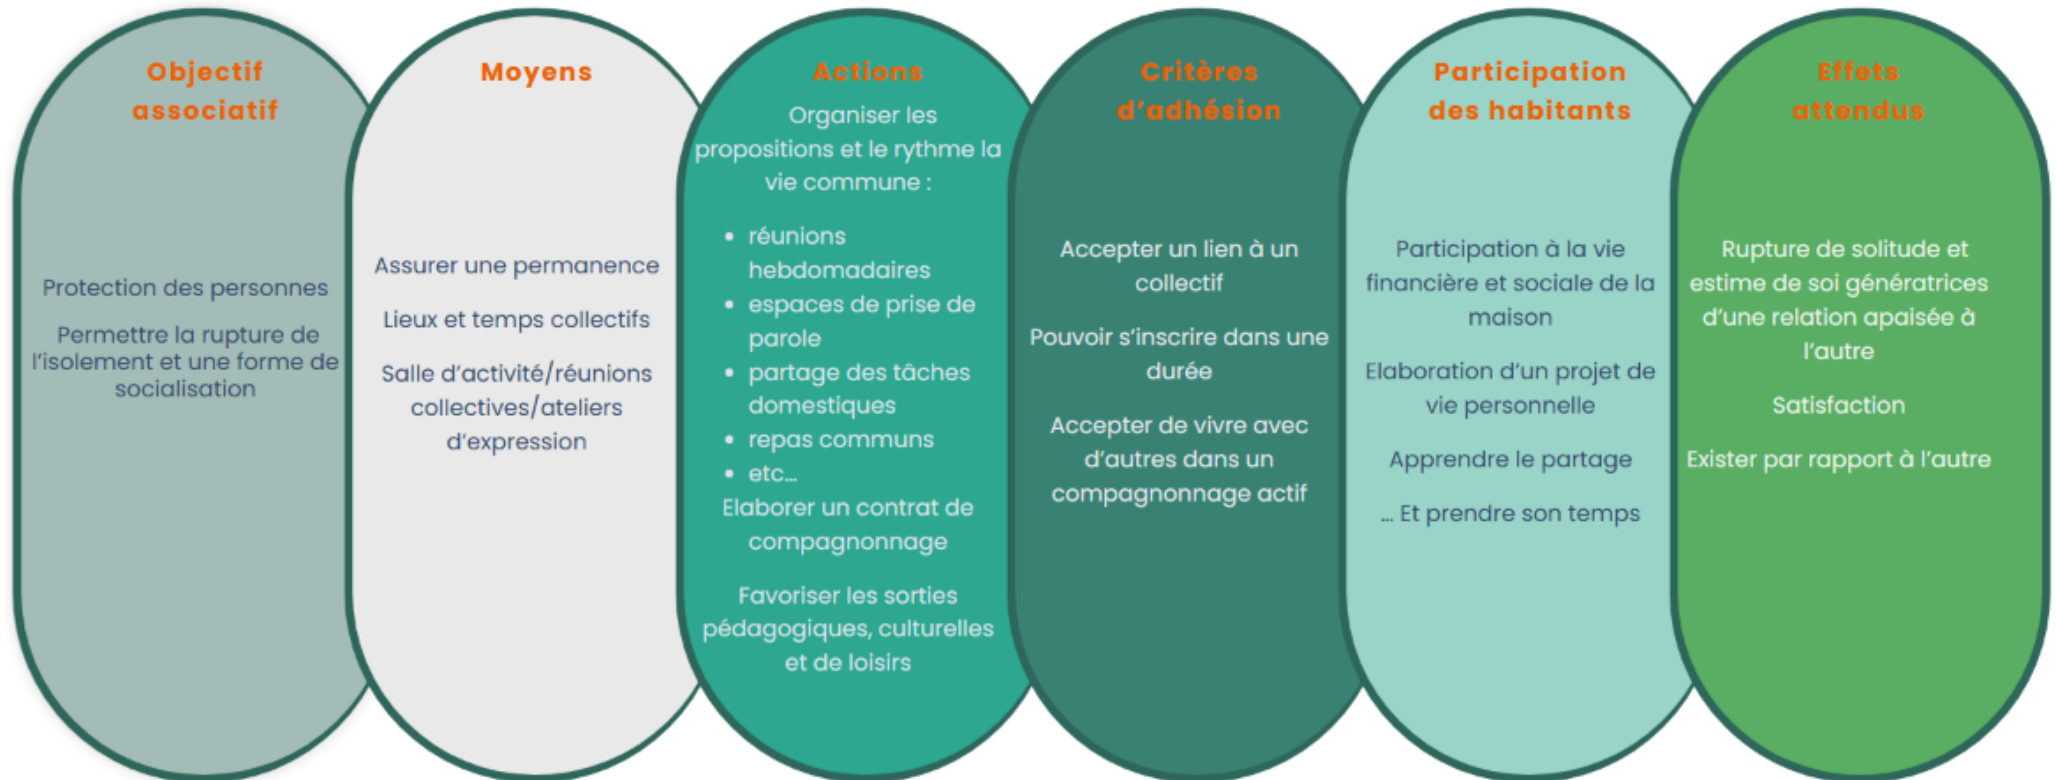 Objectif
associatif
Protection des personnes
Permettre la rupture de
l'isolement et une forme de
socialisation
Moyens
Assurer une permanence
Lieux et temps collectifs
Salle d'activité/réunions
collectives/ateliers
d'expression
Actions
Organiser les
propositions et le rythme la
vie commune :
• réunions
hebdomadaires
• espaces de prise de
parole
• partage des tâches
domestiques
• repas communs
• etc...
Elaborer un contrat de
compagnonnage
Favoriser les sorties
pédagogiques, culturelles
et de loisirs
Critères
d'adhésion
Accepter un lien à un
collectif
Pouvoir s'inscrire dans une
durée
Accepter de vivre avec
d'autres dans un
compagnonnage actif
Participation
des habitants
Participation à la vie
financière et sociale de la
maison
Elaboration d'un projet de
vie personnelle
Apprendre le partage
... Et prendre son temps
Effets
attendus
Rupture de solitude et
estime de soi génératrices
d'une relation apaisée à
l'autre
Satisfaction
Exister par rapport à l'autre